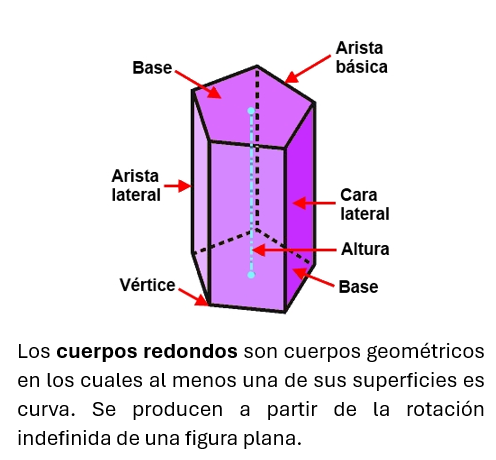 Arista
básica
Base
Arista
lateral
Cara
lateral
Altura
Vértice
Base
Los cuerpos redondos son cuerpos geométricos
en los cuales al menos una de sus superficies es
curva. Se producen a partir de la rotación
indefinida de una figura plana.